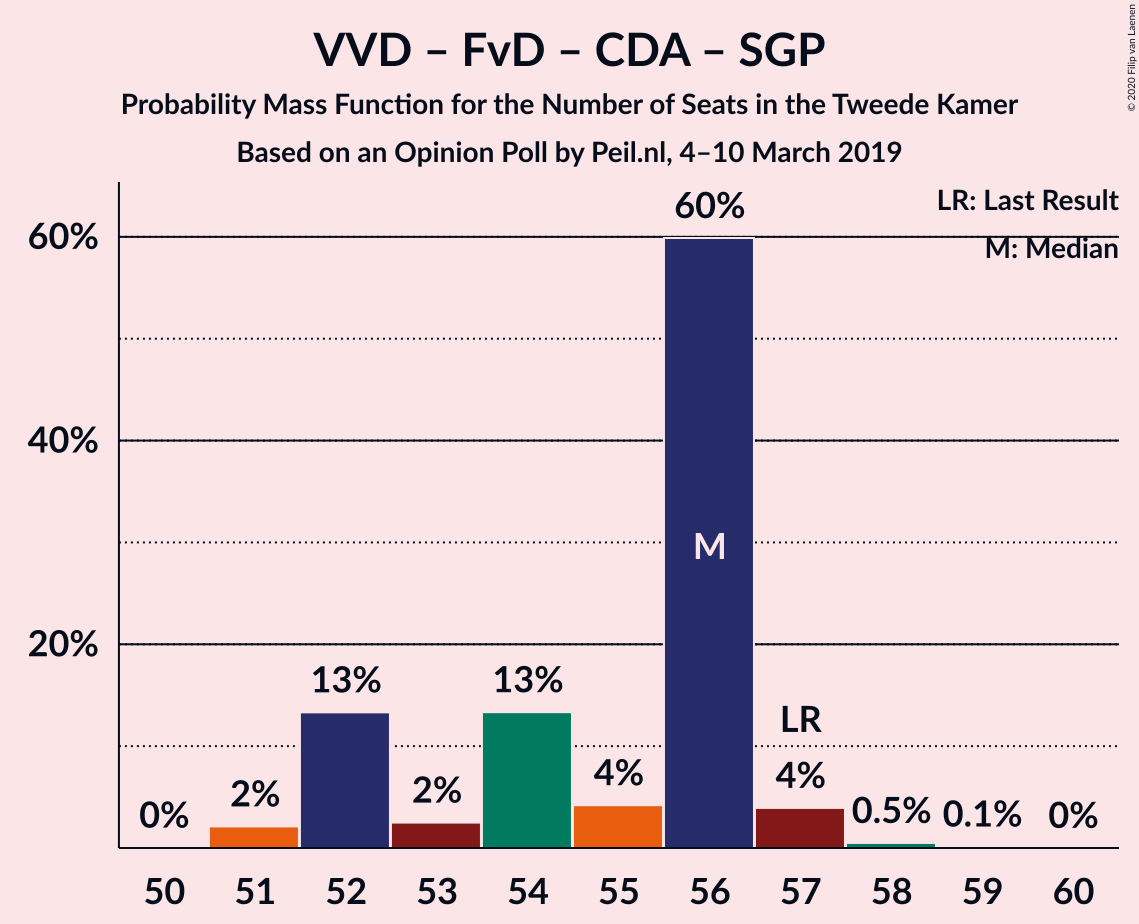 VVD – FvD – CDA – SGP
Probability Mass Function for the Number of Seats in the Tweede Kamer
Based on an Opinion Poll by Peil.nl, 4–10 March 2019
© 2020 Filip van Laenen
LR: Last Result
M: Median
60%
40%
20%
0%
2%
13%
2%
13%
4%
60%
M
LR
4%
0.5%
0.1%
0%
50 51 52 53 54 55 56 57 58 59 60